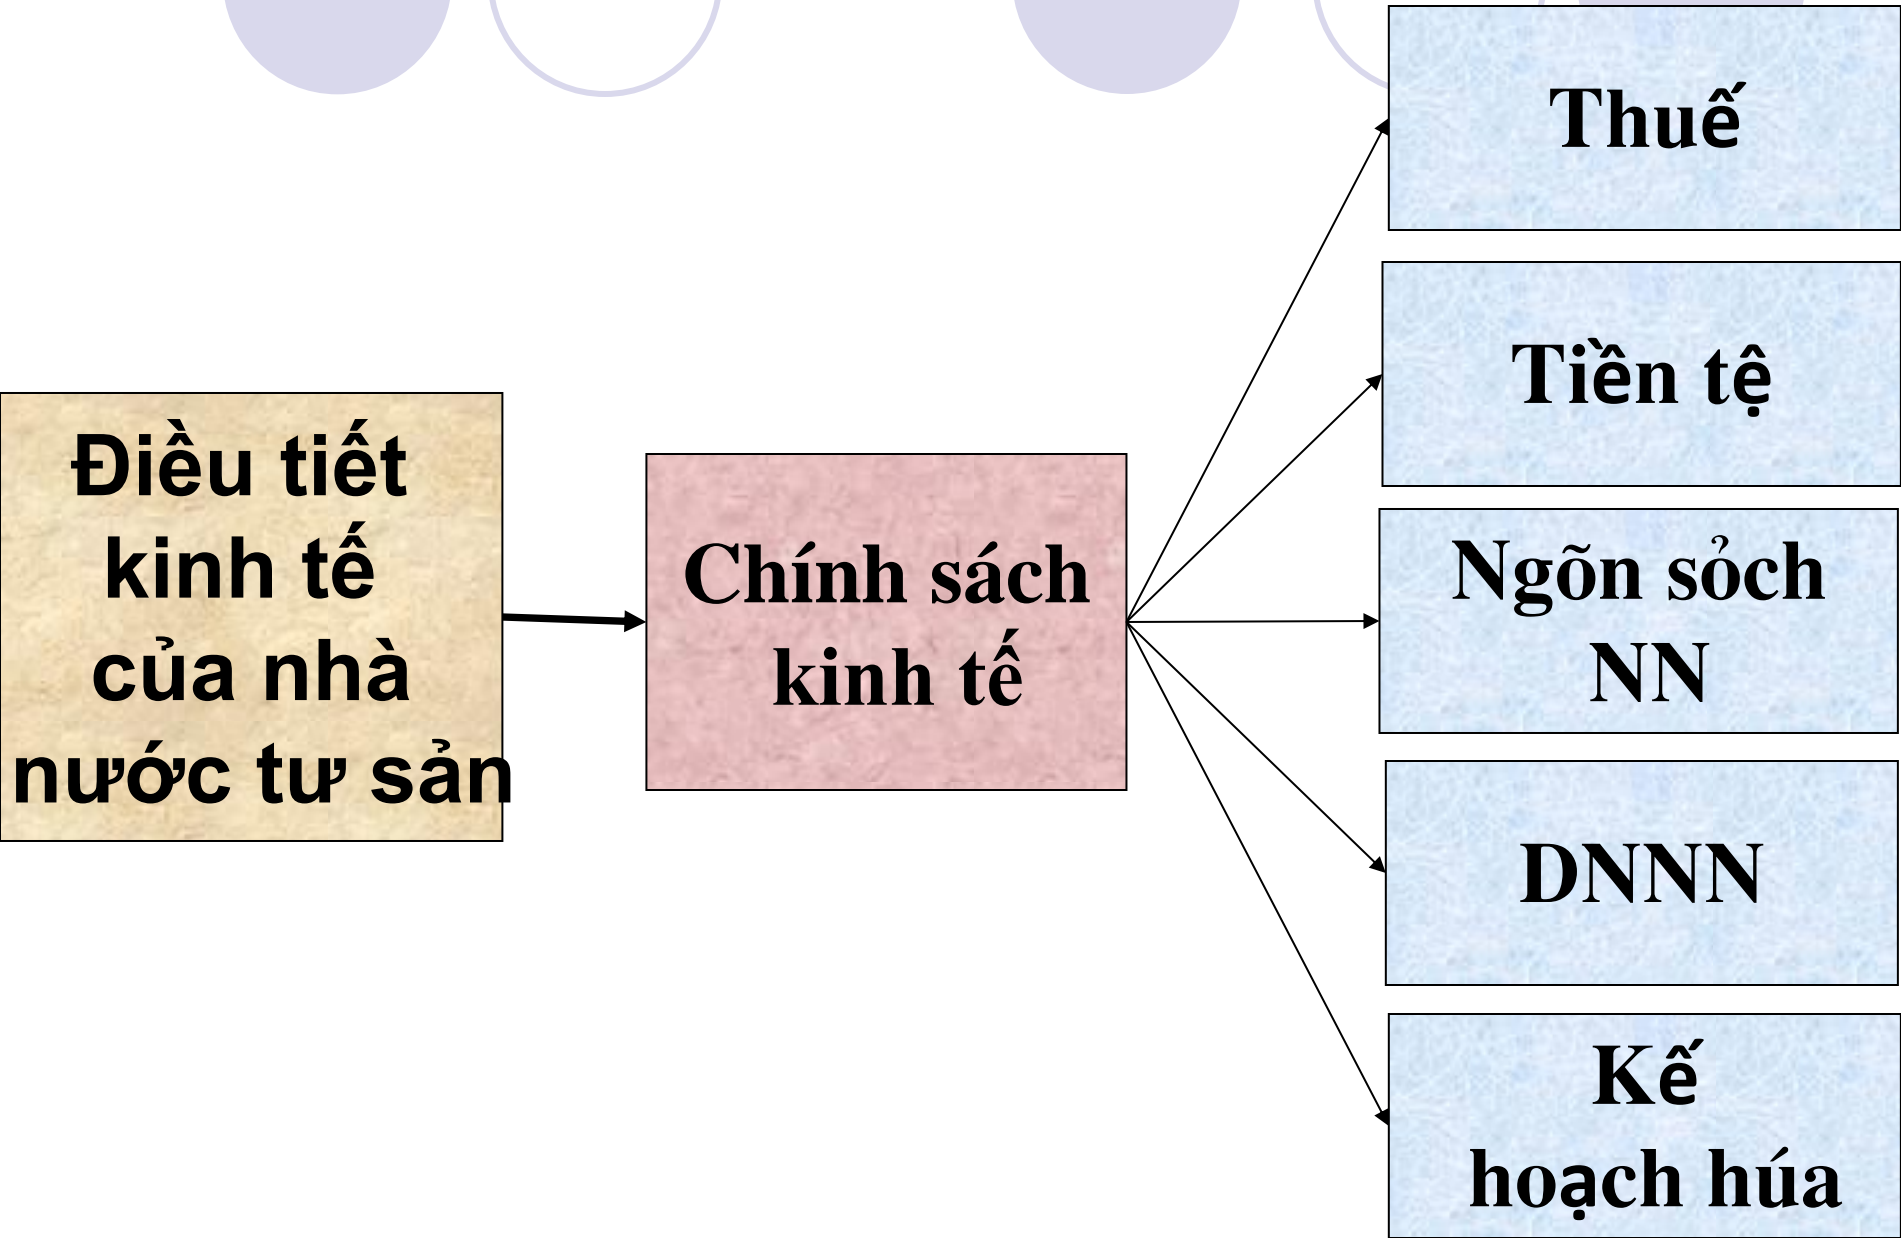 Điều tiết
kinh tế
của nhà
nước tư sản
Chính sách
kinh tế
Thuế
Tiền tệ
Ngõn sỏch
NN
DNNN
Kế
hoạch húa